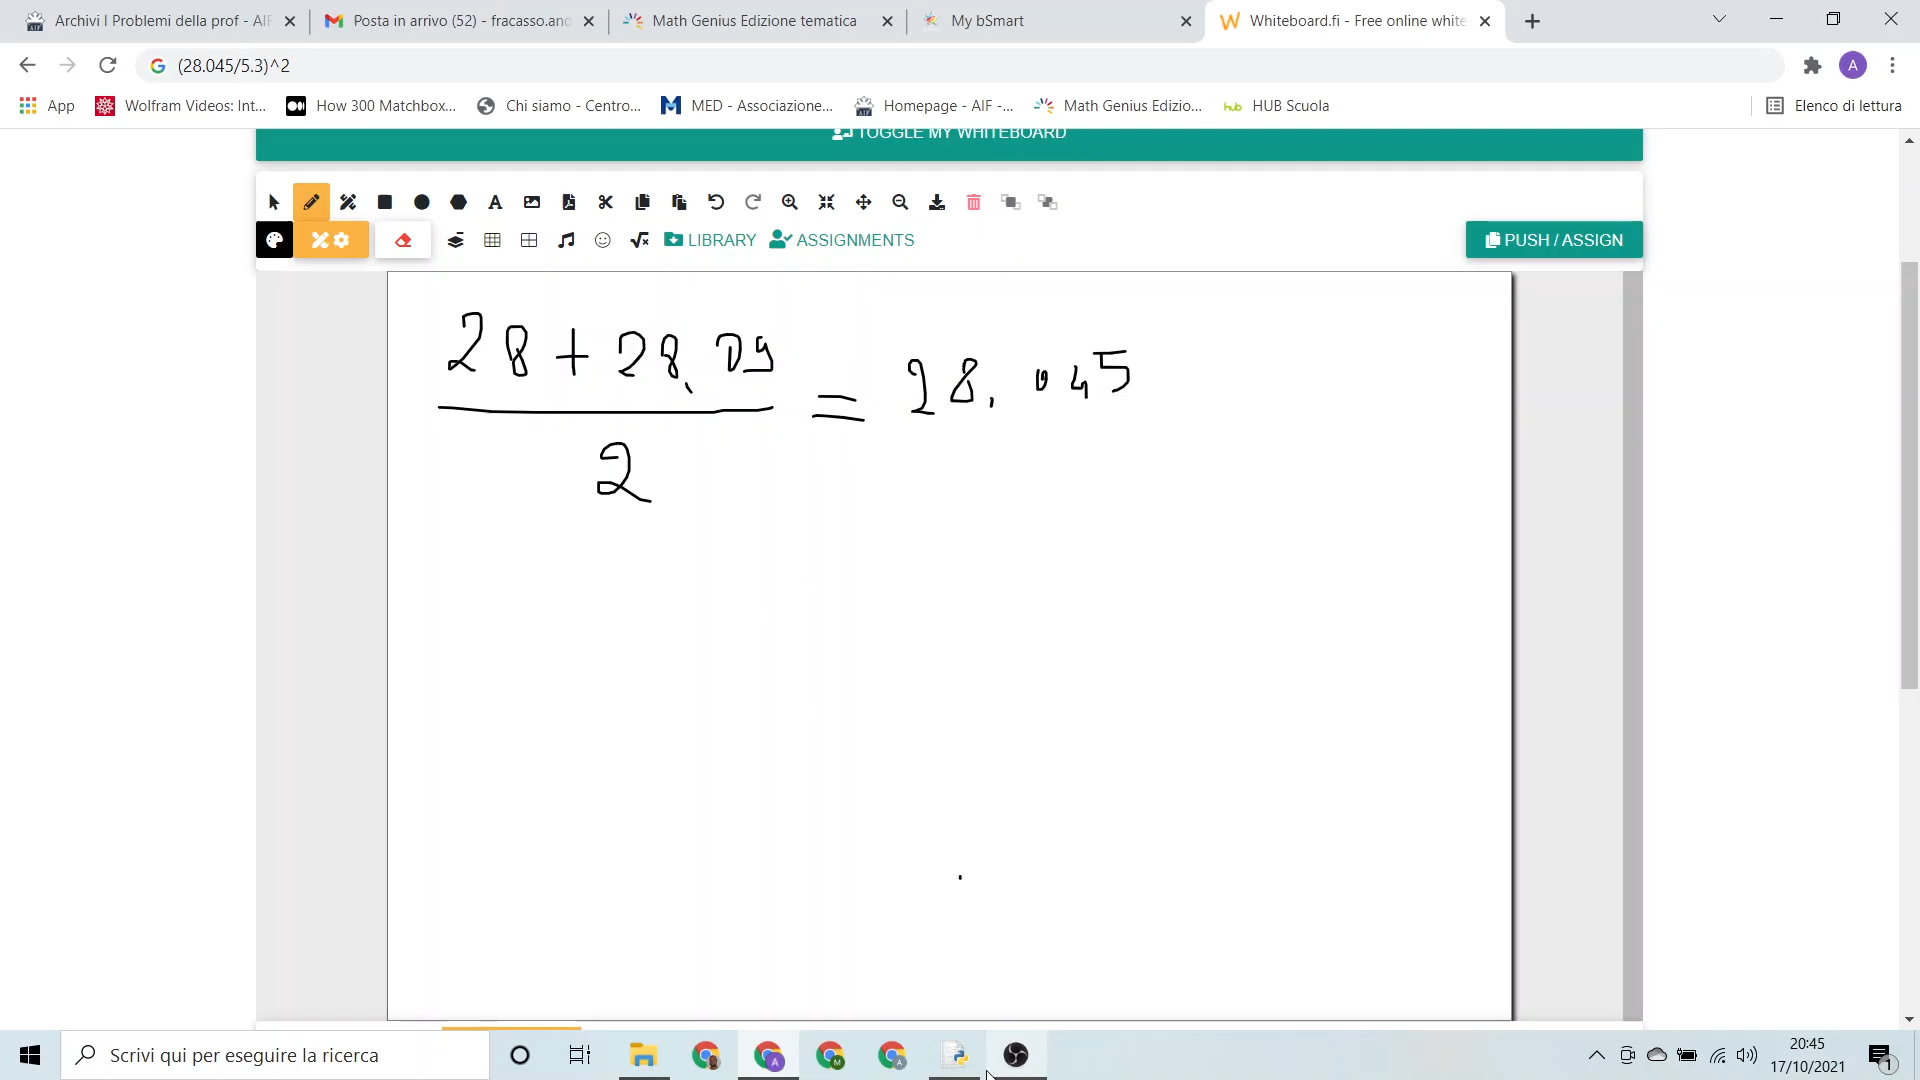 Archivi I Problemi della prof - AIF
Posta in arrivo (52) - fracasso.and
Math Genius Edizione tematica
My bSmart
Whiteboard.fi - Free online white
(28.045/5.3)^2
A
App
Wolfram Videos: Int...
How 300 Matchbox...
Chi siamo - Centro...
MED - Associazione...
Homepage - AIF -...
Math Genius Edizio...
HUB Scuola
Elenco di lettura
TOGGLE MY WHITEBOARD
LIBRARY
ASSIGNMENTS
PUSH / ASSIGN
28 + 28,09
2
= 28,045
Scrivi qui per eseguire la ricerca
20:45
17/10/2021
1